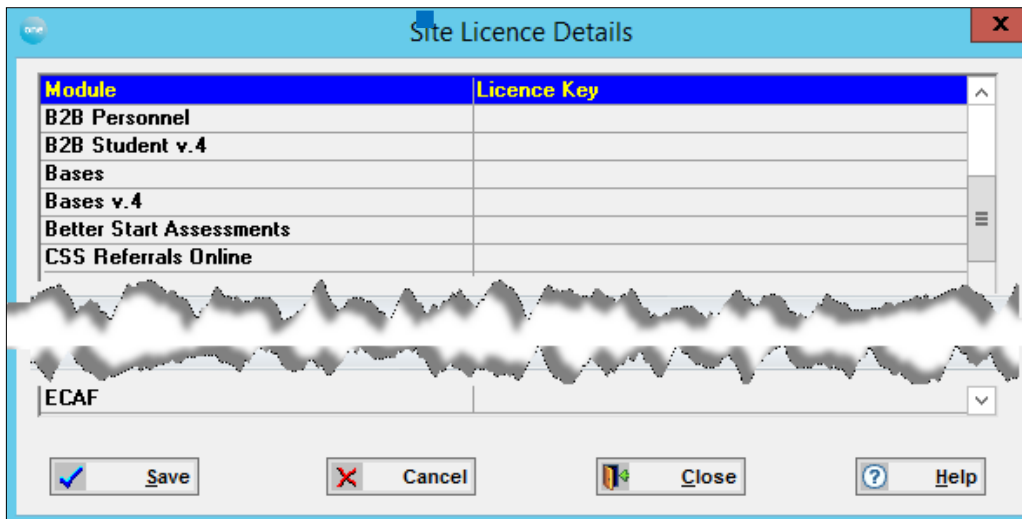 one
Site Licence Details
x
Module Licence Key
B2B Personnel
B2B Student v.4
Bases
Bases v.4
Better Start Assessments
CSS Referrals Online
ECAF
Save Cancel Close Help